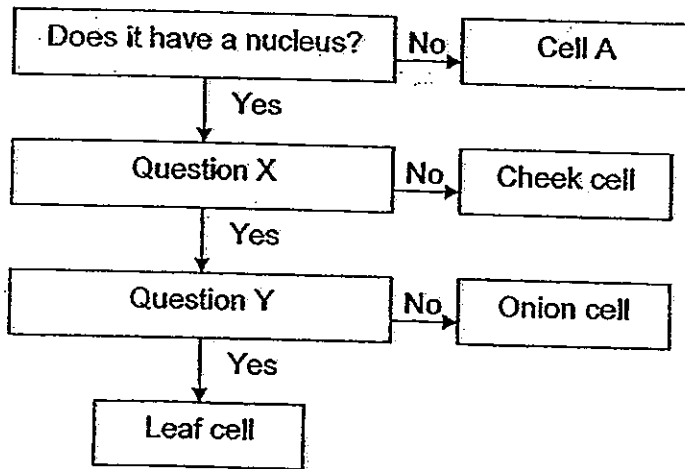 Does it have a nucleus?
No
Cell A
Yes
Question X
No
Cheek cell
Yes
Question Y
No
Onion cell
Yes
Leaf cell